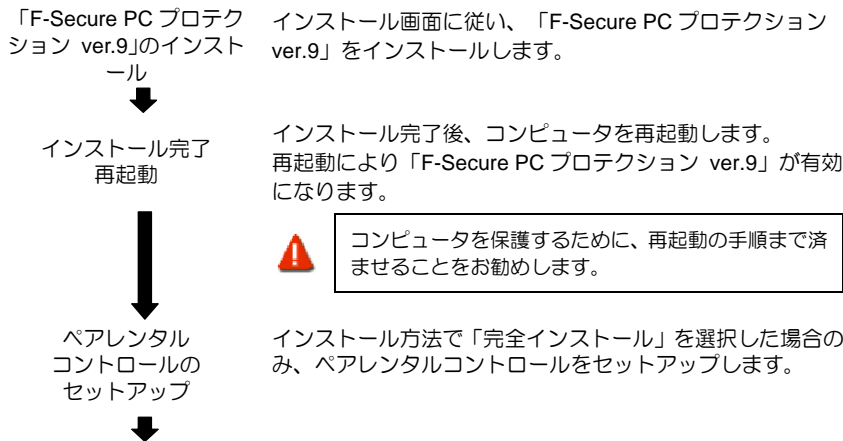 「F-Secure PC プロテク
ション ver.9」のインスト
ール
インストール画面に従い、「F-Secure PC プロテクション
ver.9」をインストールします。
インストール完了
再起動
インストール完了後、コンピュータを再起動します。
再起動により「F-Secure PC プロテクション ver.9」が有効
になります。
コンピュータを保護するために、再起動の手順まで済
ませることをお勧めします。
ペアレンタル
コントロールの
セットアップ
インストール方法で「完全インストール」を選択した場合の
み、ペアレンタルコントロールをセットアップします。